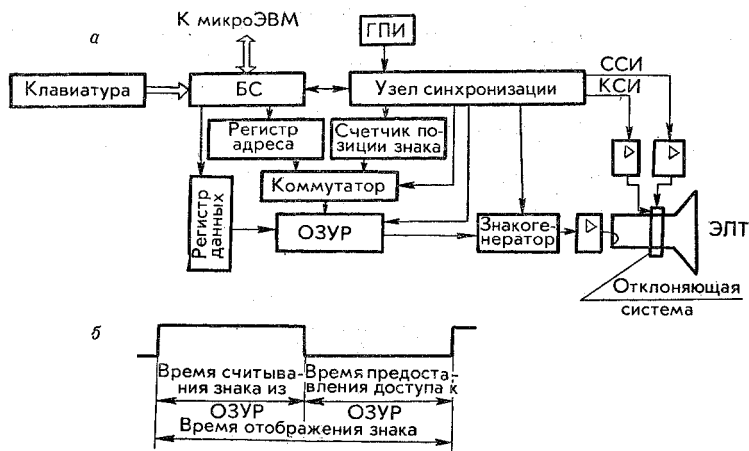 К микроЭВМ
а
ГПИ
ССИ
КСИ
Клавиатура
БС
Узел синхронизации
Регистр
адреса
Счетчик по-
зиции знака
Коммутатор
Регистр
данных
ОЗУР
Знакоге-
нератор
ЭЛТ
Отклоняющая
система
б
Время считыва-
ния знака из
ОЗУР
Время предоста-
вления доступа к
ОЗУР
Время отображения знака